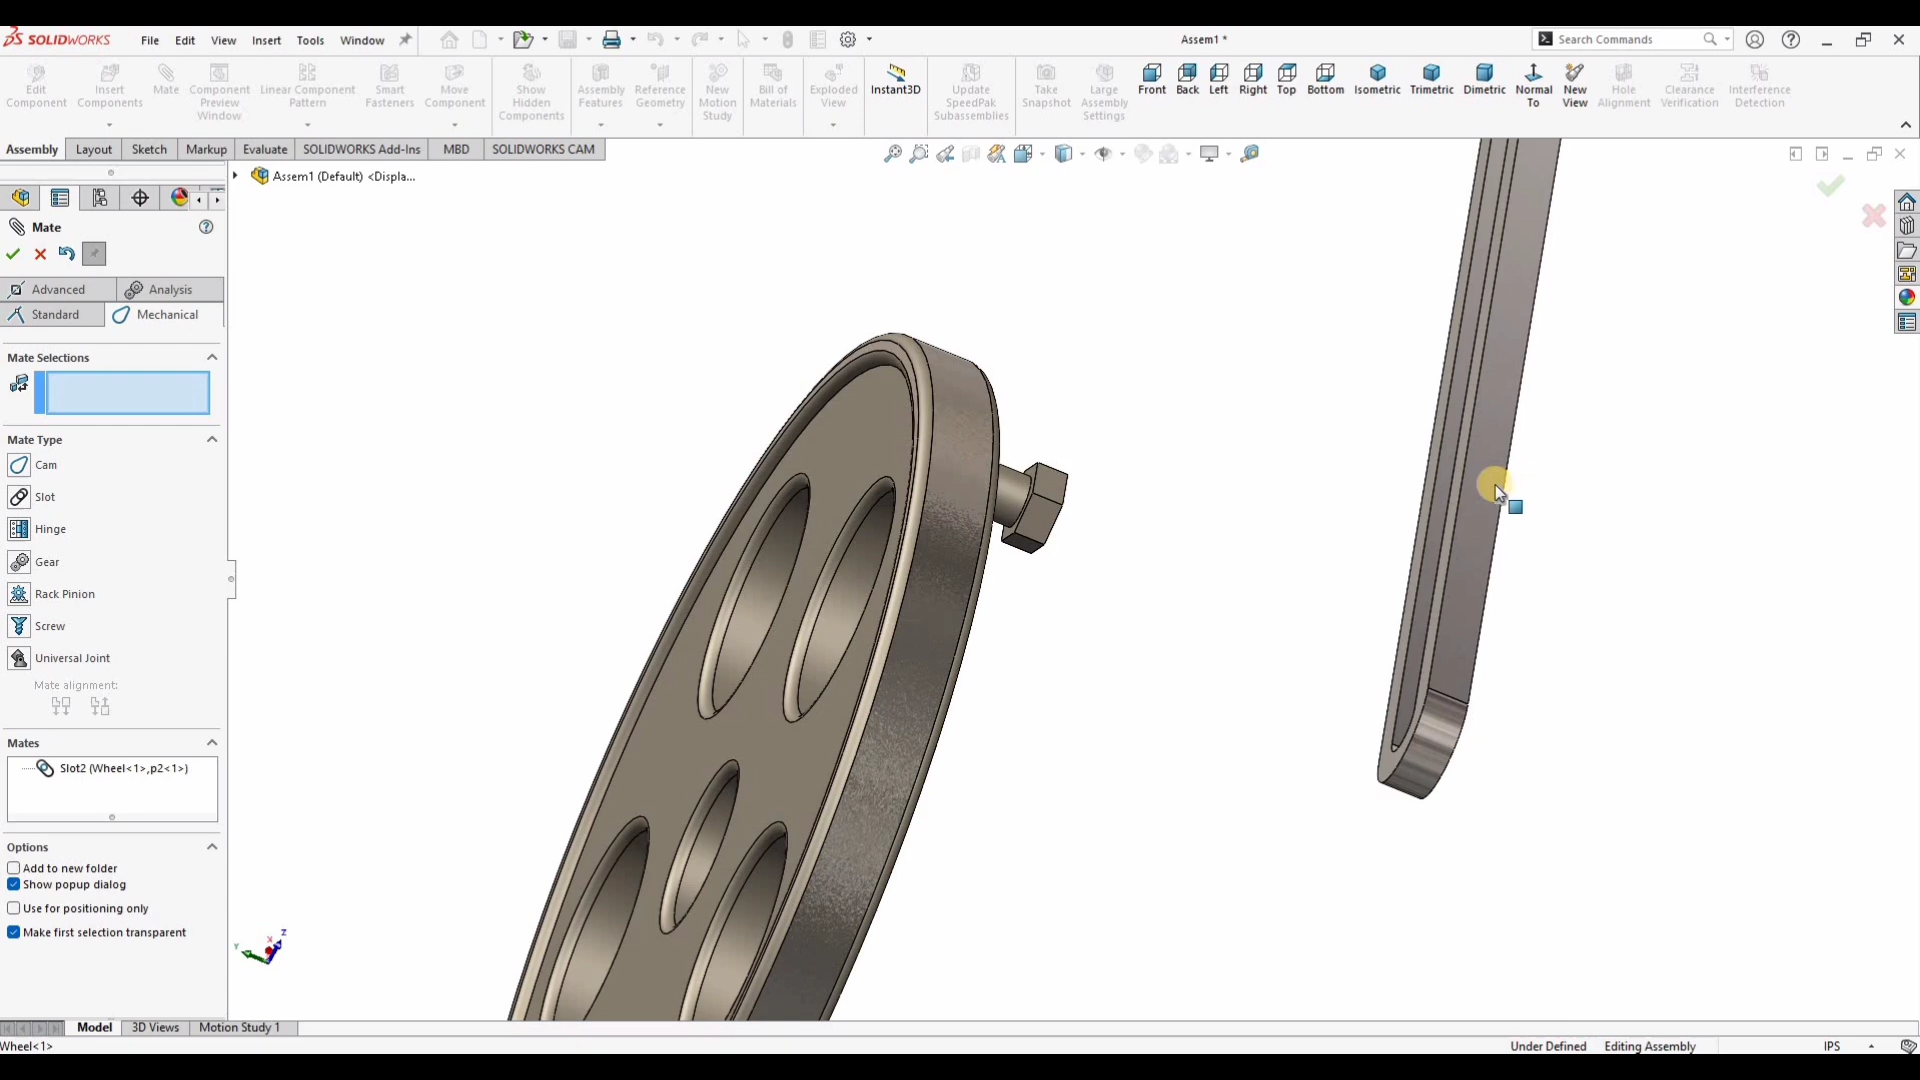 SOLIDWORKS File Edit View Insert Tools Window Assem1 * Search Commands
Edit Component
Insert Components
Mate
Component Preview Window
Linear Component Pattern
Smart Fasteners
Move Component
Show Hidden Components
Assembly Features
Reference Geometry
New Motion Study
Bill of Materials
Exploded View
Instant3D
Update SpeedPak Subassemblies
Take Snapshot
Large Assembly Settings
Front Back Left Right Top Bottom Isometric Trimetric Dimetric
Normal To
New View
Hole Alignment
Clearance Verification
Interference Detection
Assembly Layout Sketch Markup Evaluate SOLIDWORKS Add-Ins MBD SOLIDWORKS CAM
Assem1 (Default) <Displa...
Mate
Advanced Analysis
Standard Mechanical
Mate Selections
Mate Type
Cam
Slot
Hinge
Gear
Rack Pinion
Screw
Universal Joint
Mate alignment:
Mates
Slot2 (Wheel<1>,p2<1>)
Options
Add to new folder
Show popup dialog
Use for positioning only
Make first selection transparent
Y X Z
Model 3D Views Motion Study 1
Wheel<1> Under Defined Editing Assembly IPS